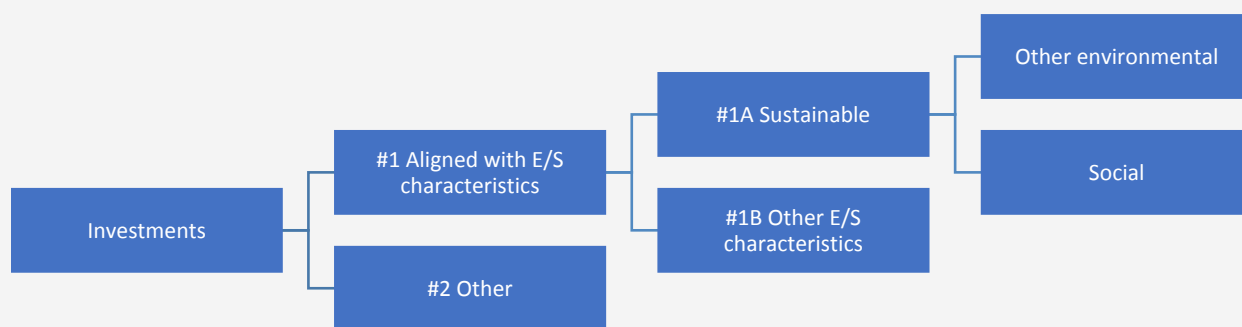 Investments
#1 Aligned with E/S
characteristics
#2 Other
#1A Sustainable
#1B Other E/S
characteristics
Other environmental
Social